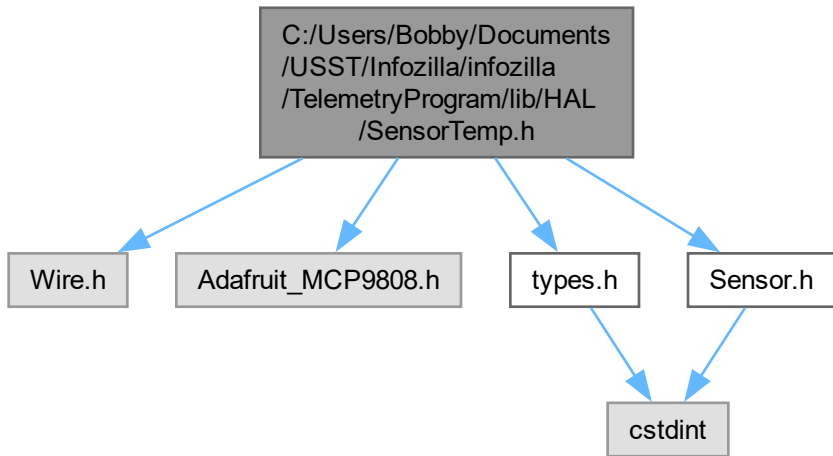 C:/Users/Bobby/Documents
/USST/Infozilla/infozilla
/TelemetryProgram/lib/HAL
/SensorTemp.h
Wire.h
Adafruit_MCP9808.h
types.h
Sensor.h
cstdint